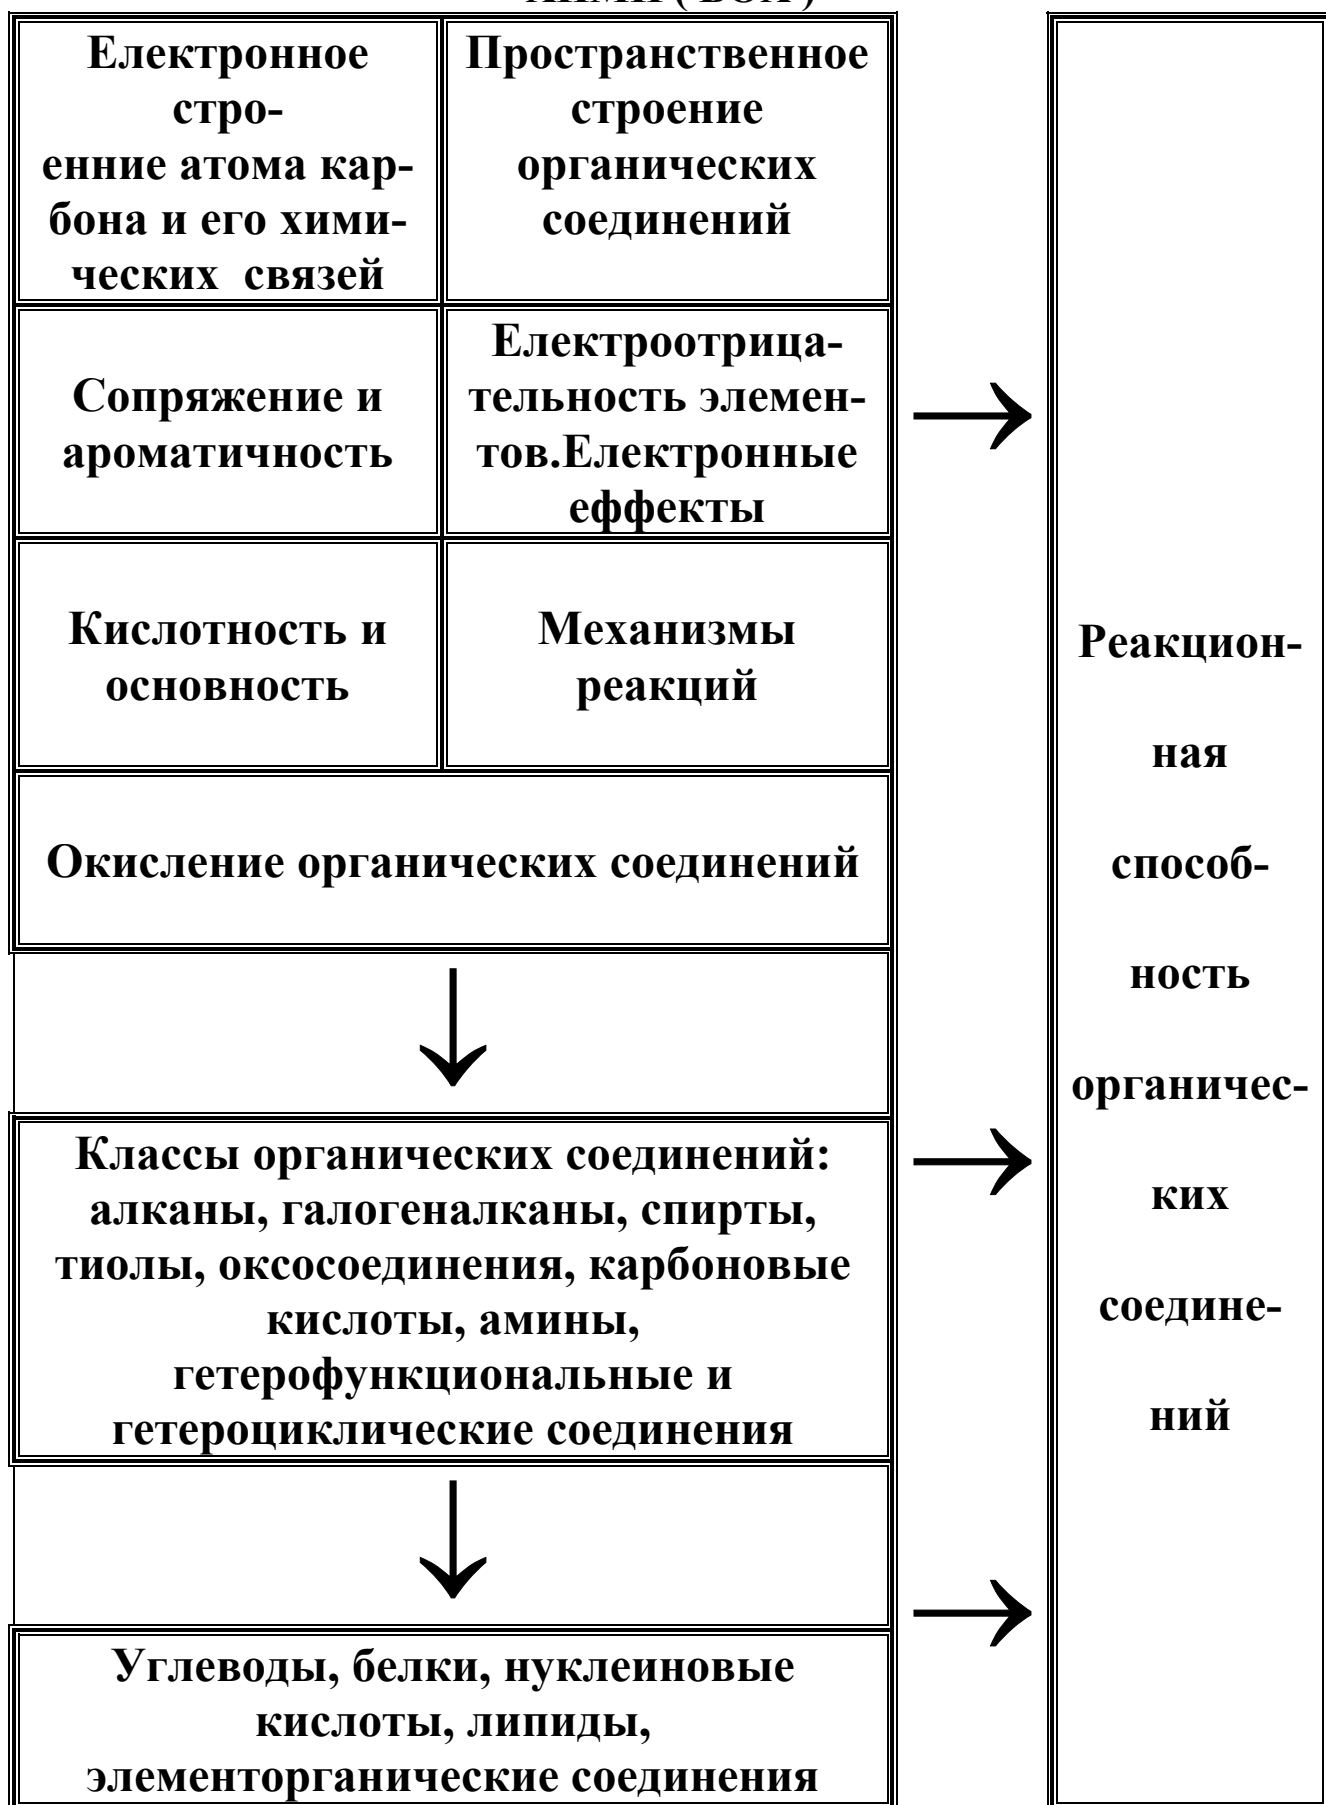 ХИМИ ( БОХ )
Електронное
стро-
енние атома кар-
бона и его хими-
ческих связей
Пространственное
строение
органических
соединений
Сопряжение и
ароматичность
Електроотрица-
тельность элемен-
тов.Електронные
еффекты
Кислотность и
основность
Механизмы
реакций
Окисление органических соединений
Классы органических соединений:
алканы, галогеналканы, спирты,
тиолы, оксосоединения, карбоновые
кислоты, амины,
гетерофункциональные и
гетероциклические соединения
Углеводы, белки, нуклеиновые
кислоты, липиды,
элементорганические соединения
Реакцион-
ная
способ-
ность
органичес-
ких
соедине-
ний